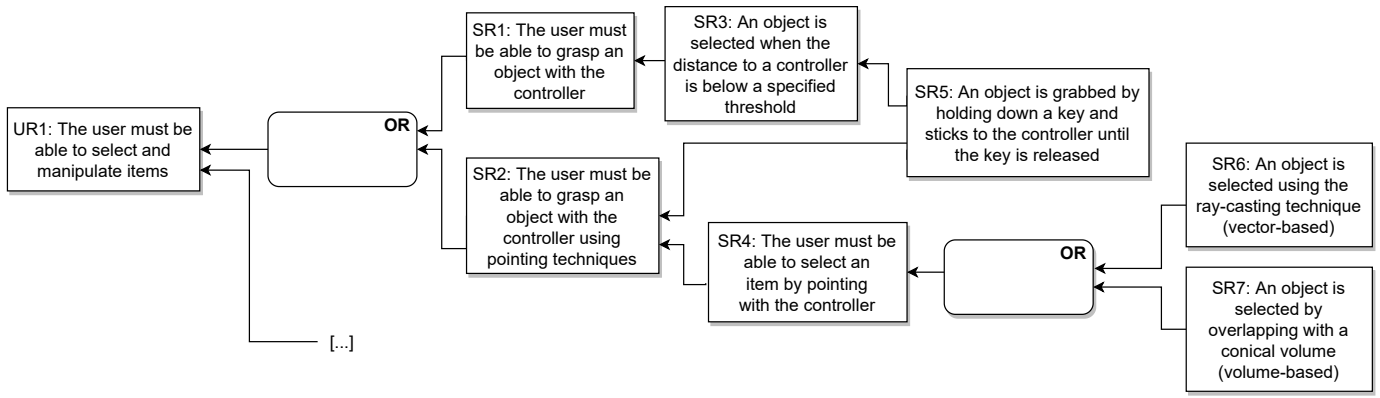 UR1: The user must be
able to select and
manipulate items
OR
SR1: The user must
be able to grasp an
object with the
controller
SR2: The user must be
able to grasp an
object with the
controller using
pointing techniques
[...]
SR3: An object is
selected when the
distance to a controller
is below a specified
threshold
SR4: The user must be
able to select an
item by pointing
with the controller
SR5: An object is grabbed by
holding down a key and
sticks to the controller until
the key is released
OR
SR6: An object is
selected using the
ray-casting technique
(vector-based)
SR7: An object is
selected by
overlapping with a
conical volume
(volume-based)